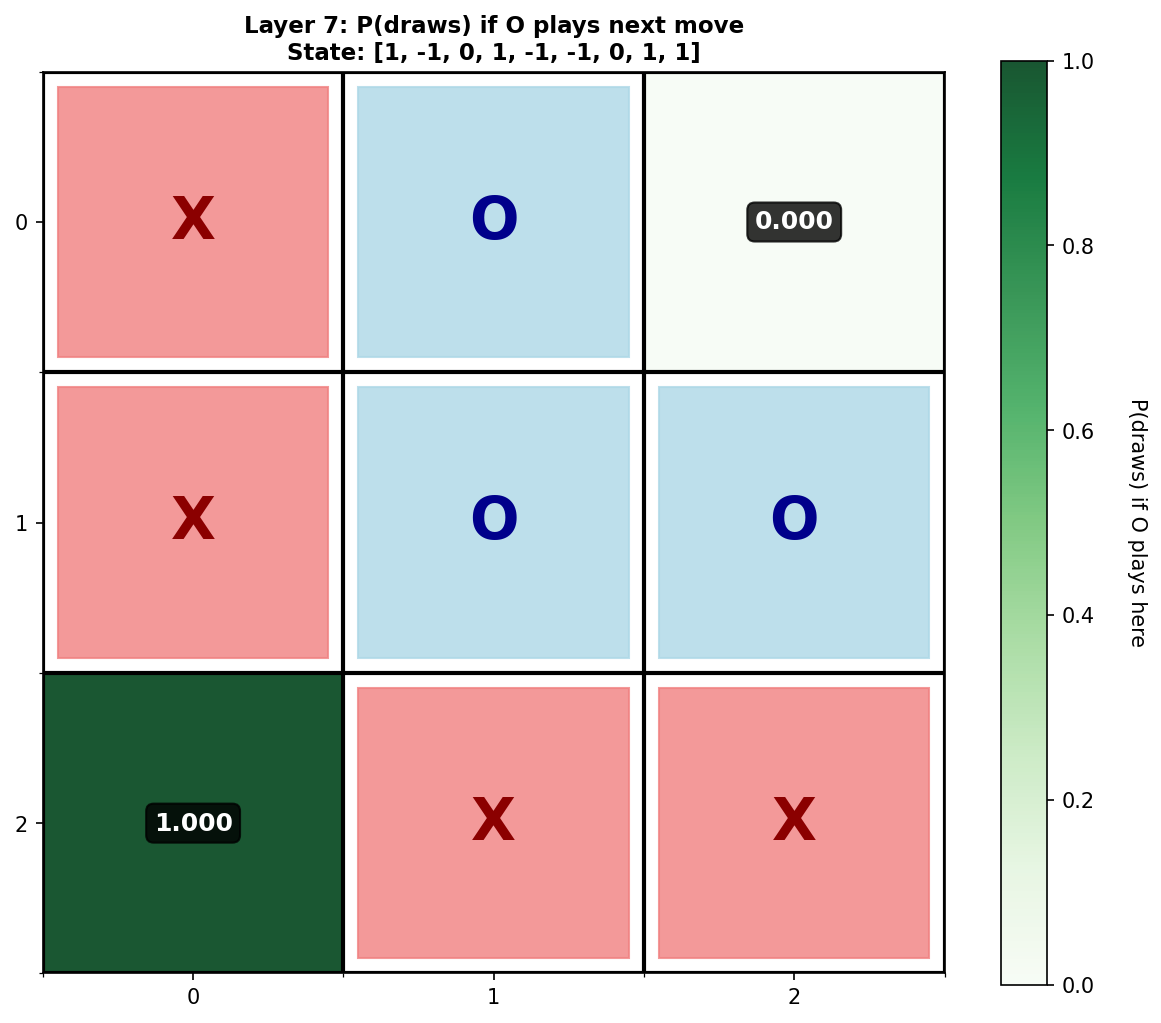 Layer 7: P(draws) if O plays next move
State: [1, -1, 0, 1, -1, -1, 0, 1, 1]
0
X
O
0.000
1
X
O
O
2
1.000
X
X
0
1
2
1.0
0.8
0.6
0.4
0.2
0.0
P(draws) if O plays here